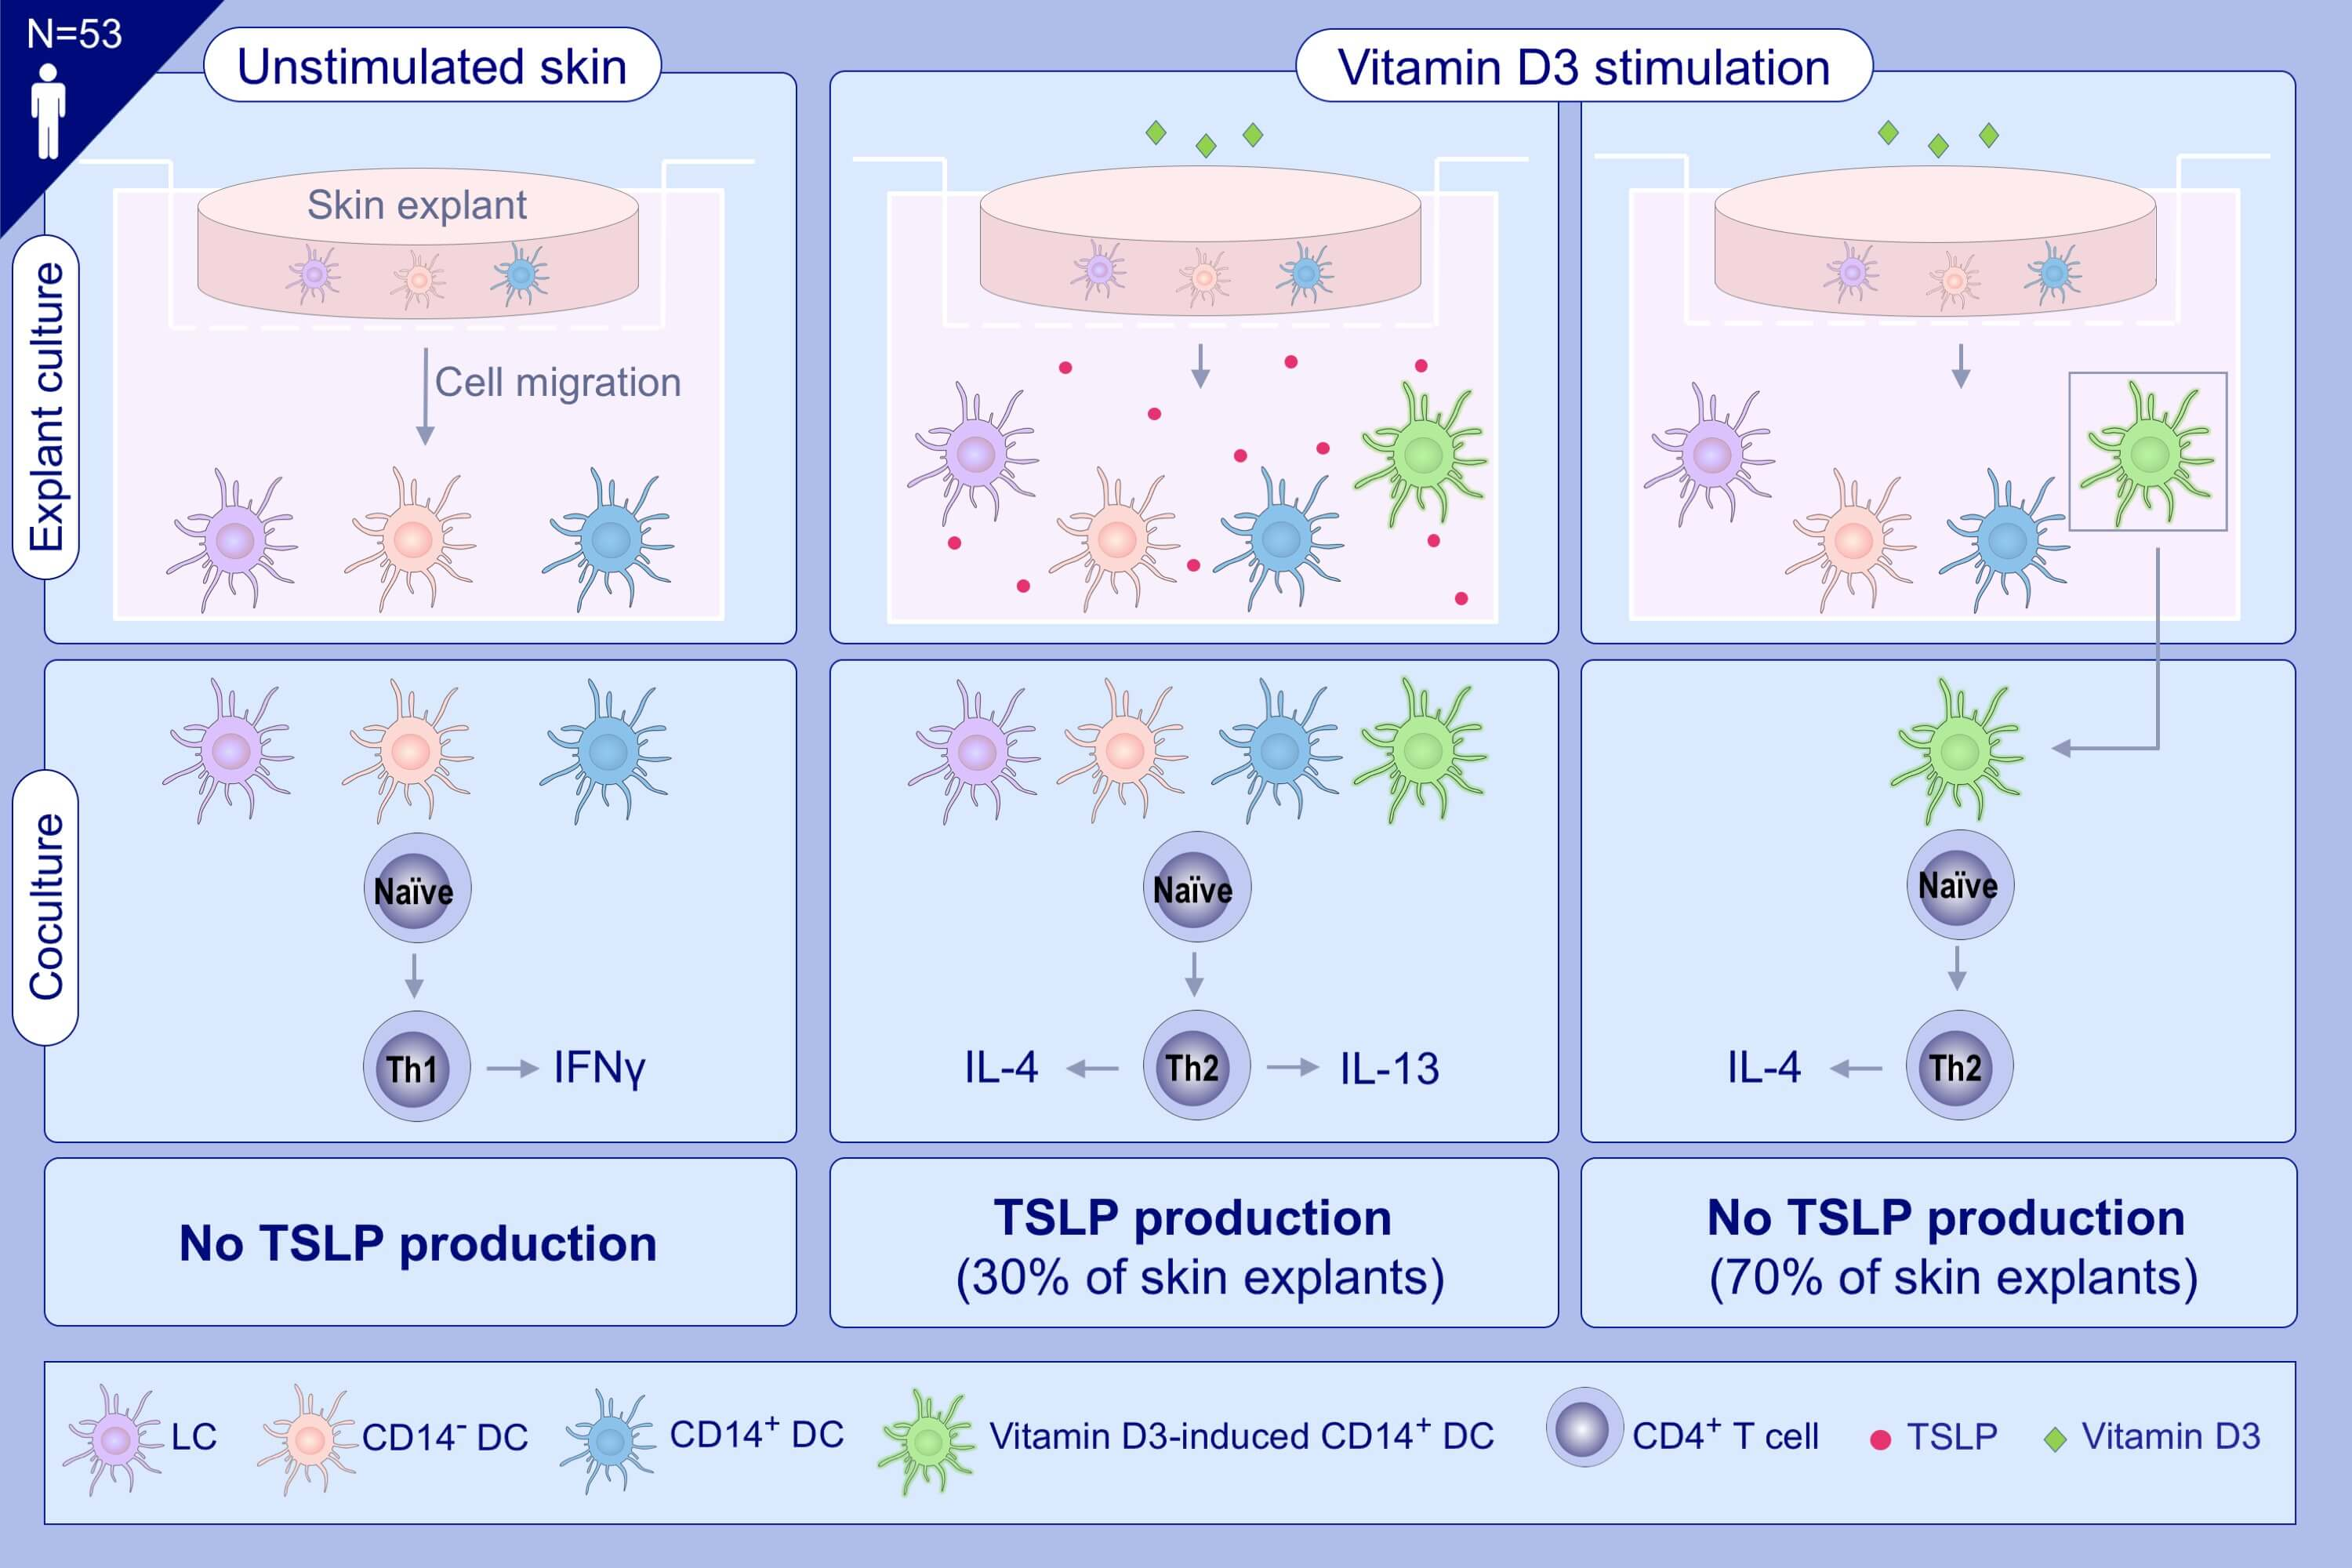 N=53
Unstimulated skin
Vitamin D3 stimulation
Explant culture
Skin explant
Cell migration
Coculture
Naïve
Naïve
Naïve
Th1
IFNγ
IL-4
Th2
IL-13
IL-4
Th2
No TSLP production
TSLP production
(30% of skin explants)
No TSLP production
(70% of skin explants)
LC
CD14⁻ DC
CD14⁺ DC
Vitamin D3-induced CD14⁺ DC
CD4⁺ T cell
TSLP
Vitamin D3